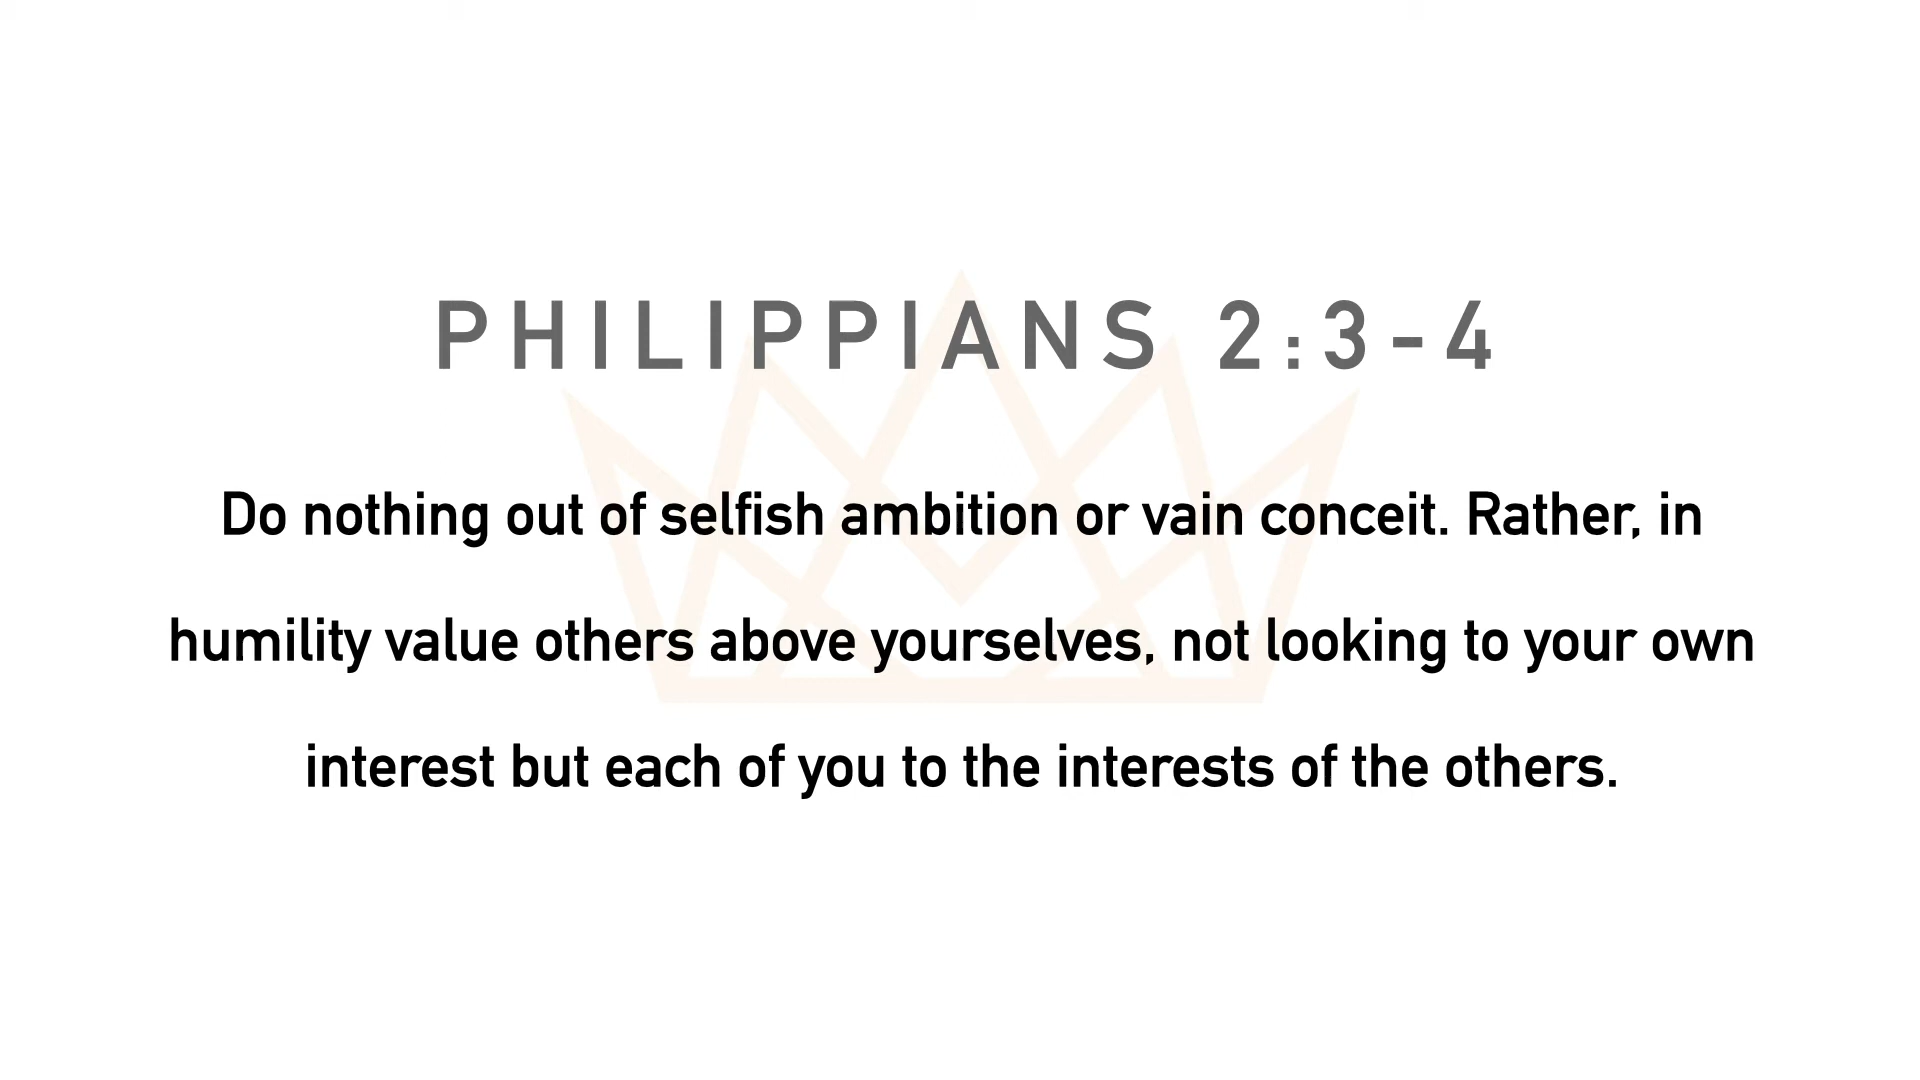 PHILIPPIANS 2:3-4
Do nothing out of selfish ambition or vain conceit. Rather, in
humility value others above yourselves, not looking to your own
interest but each of you to the interests of the others.